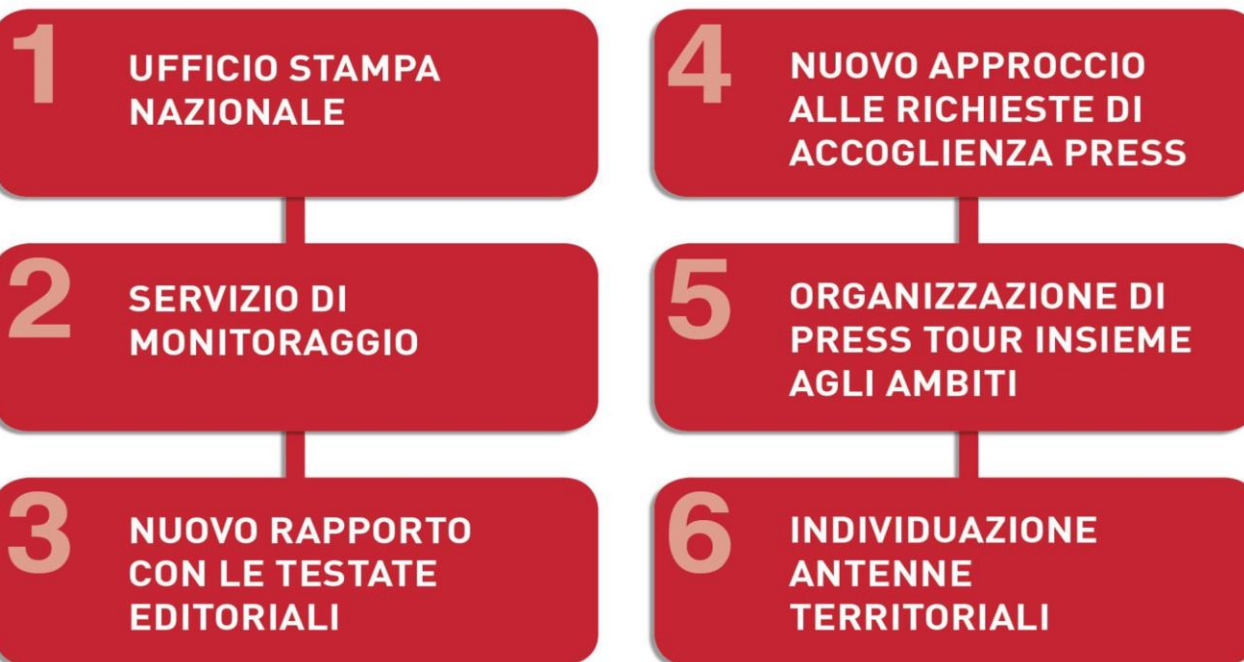 1
UFFICIO STAMPA
NAZIONALE
2
SERVIZIO DI
MONITORAGGIO
3
NUOVO RAPPORTO
CON LE TESTATE
EDITORIALI
4
NUOVO APPROCCIO
ALLE RICHIESTE DI
ACCOGLIENZA PRESS
5
ORGANIZZAZIONE DI
PRESS TOUR INSIEME
AGLI AMBITI
6
INDIVIDUAZIONE
ANTENNE
TERRITORIALI